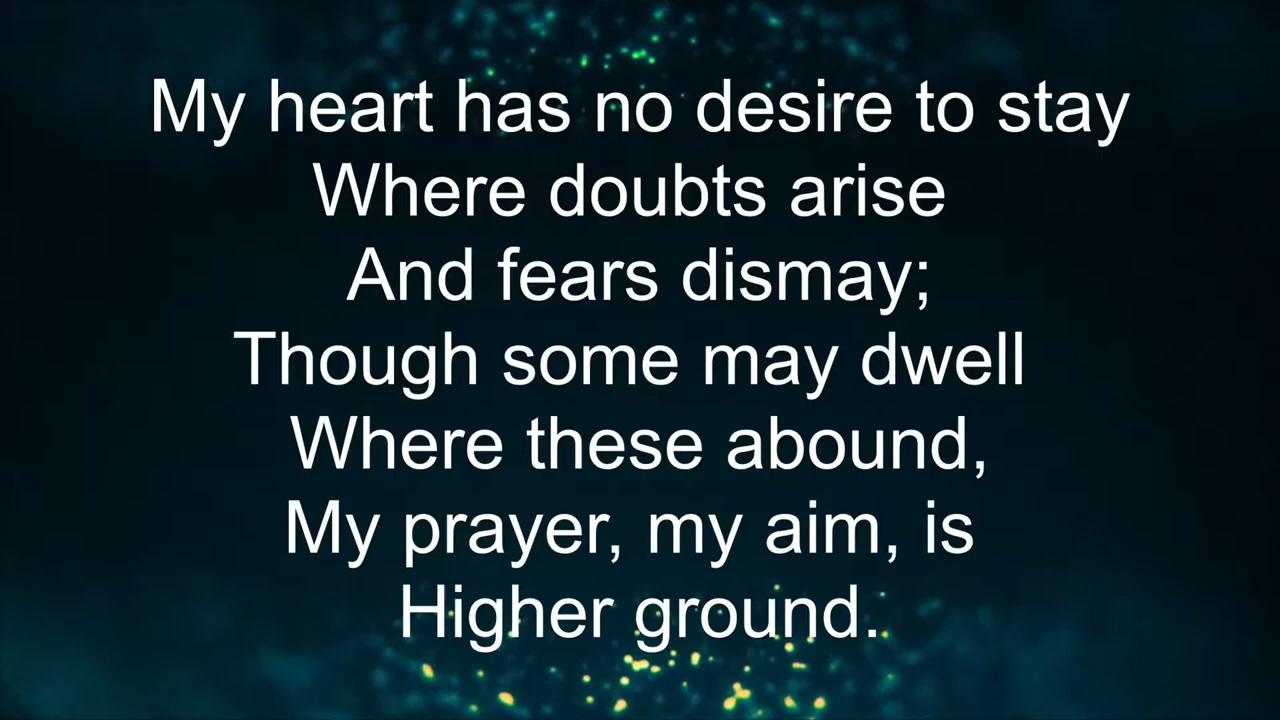 My heart has no desire to stay
Where doubts arise
And fears dismay;
Though some may dwell
Where these abound,
My prayer, my aim, is
Higher ground.